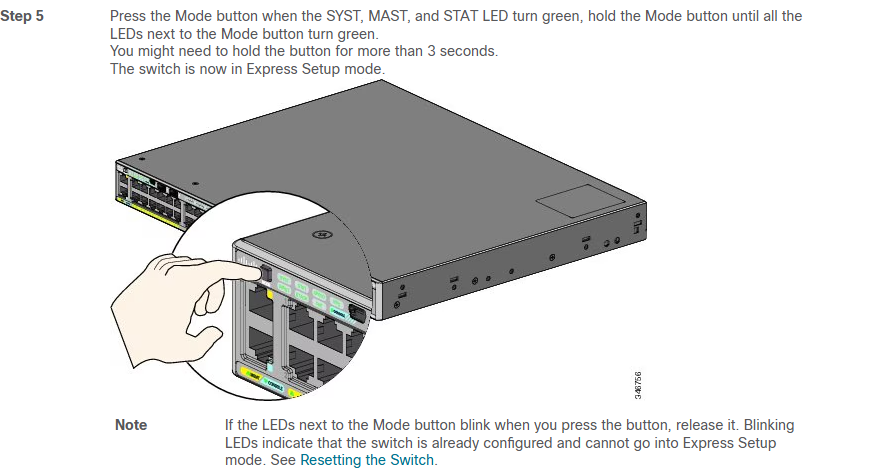 Step 5 Press the Mode button when the SYST, MAST, and STAT LED turn green, hold the Mode button until all the
LEDs next to the Mode button turn green.
You might need to hold the button for more than 3 seconds.
The switch is now in Express Setup mode.
CONSOLE
346756
Note If the LEDs next to the Mode button blink when you press the button, release it. Blinking
LEDs indicate that the switch is already configured and cannot go into Express Setup
mode. See Resetting the Switch.